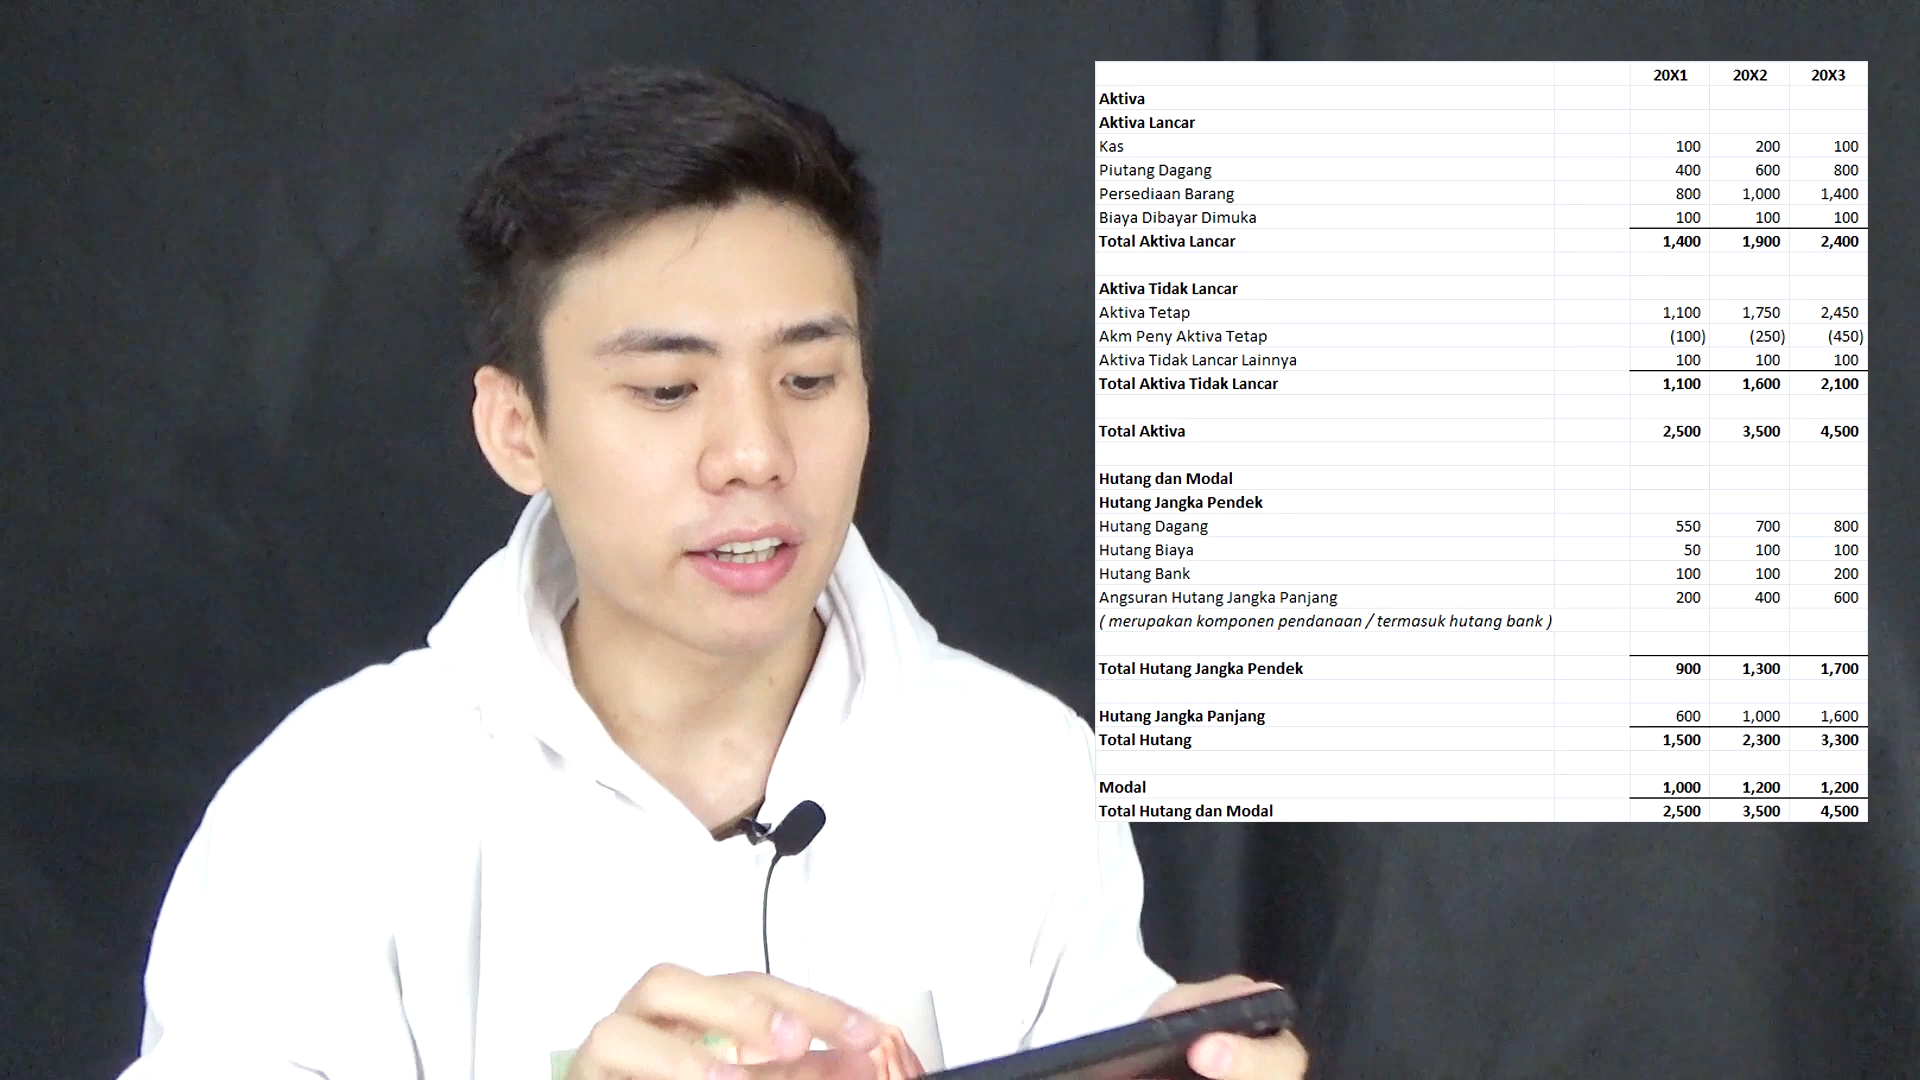 20X1 20X2 20X3
Aktiva
Aktiva Lancar
Kas 100 200 100
Piutang Dagang 400 600 800
Persediaan Barang 800 1,000 1,400
Biaya Dibayar Dimuka 100 100 100
Total Aktiva Lancar 1,400 1,900 2,400
Aktiva Tidak Lancar
Aktiva Tetap 1,100 1,750 2,450
Akm Peny Aktiva Tetap (100) (250) (450)
Aktiva Tidak Lancar Lainnya 100 100 100
Total Aktiva Tidak Lancar 1,100 1,600 2,100
Total Aktiva 2,500 3,500 4,500
Hutang dan Modal
Hutang Jangka Pendek
Hutang Dagang 550 700 800
Hutang Biaya 50 100 100
Hutang Bank 100 100 200
Angsuran Hutang Jangka Panjang 200 400 600
( merupakan komponen pendanaan / termasuk hutang bank )
Total Hutang Jangka Pendek 900 1,300 1,700
Hutang Jangka Panjang 600 1,000 1,600
Total Hutang 1,500 2,300 3,300
Modal 1,000 1,200 1,200
Total Hutang dan Modal 2,500 3,500 4,500